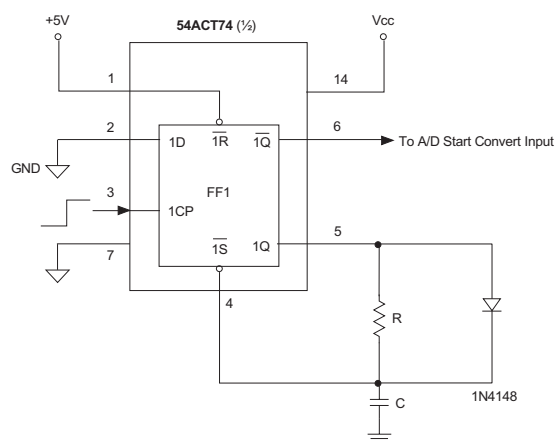 54ACT74 (½)
+5V
Vcc
1
14
2
6
1D
1R̅
1Q̅
To A/D Start Convert Input
GND
FF1
3
1CP
1S̅
1Q
5
7
4
R
1N4148
C